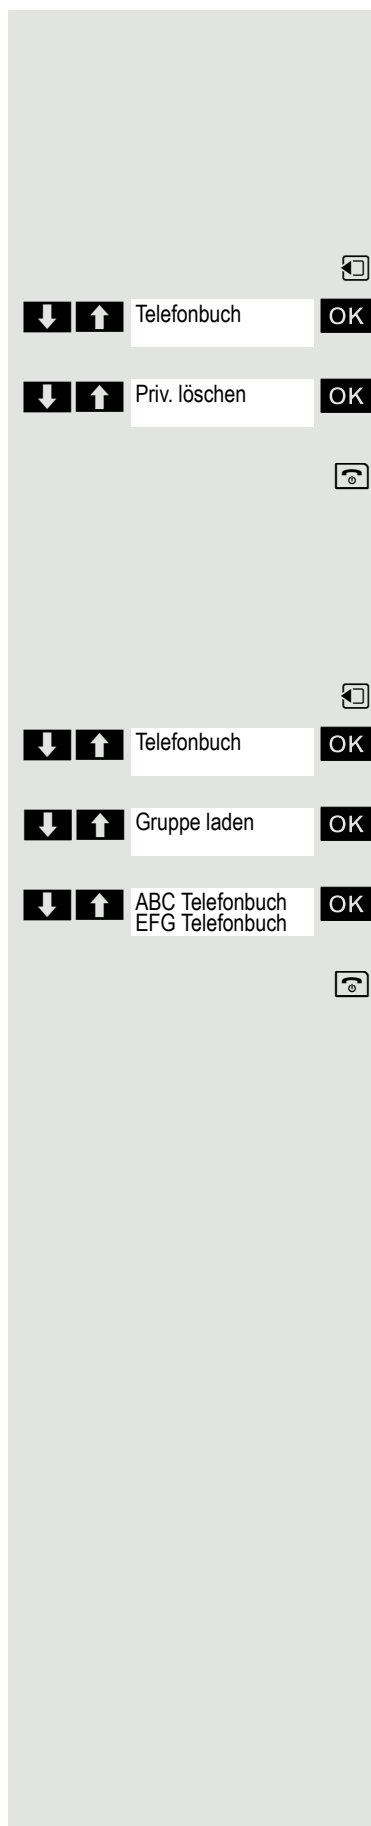 Telefonbuch OK
Priv. löschen OK
Telefonbuch OK
Gruppe laden OK
ABC Telefonbuch OK
EFG Telefonbuch